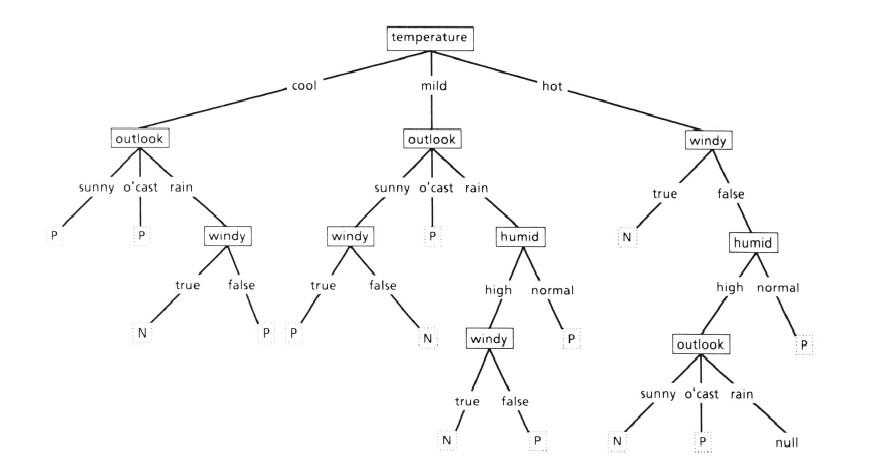 temperature
cool mild hot
outlook outlook windy
sunny o'cast rain sunny o'cast rain true false
P P windy windy P humid N humid
true false true false high normal high normal
N P P N windy P outlook P
true false sunny o'cast rain
N P N P null